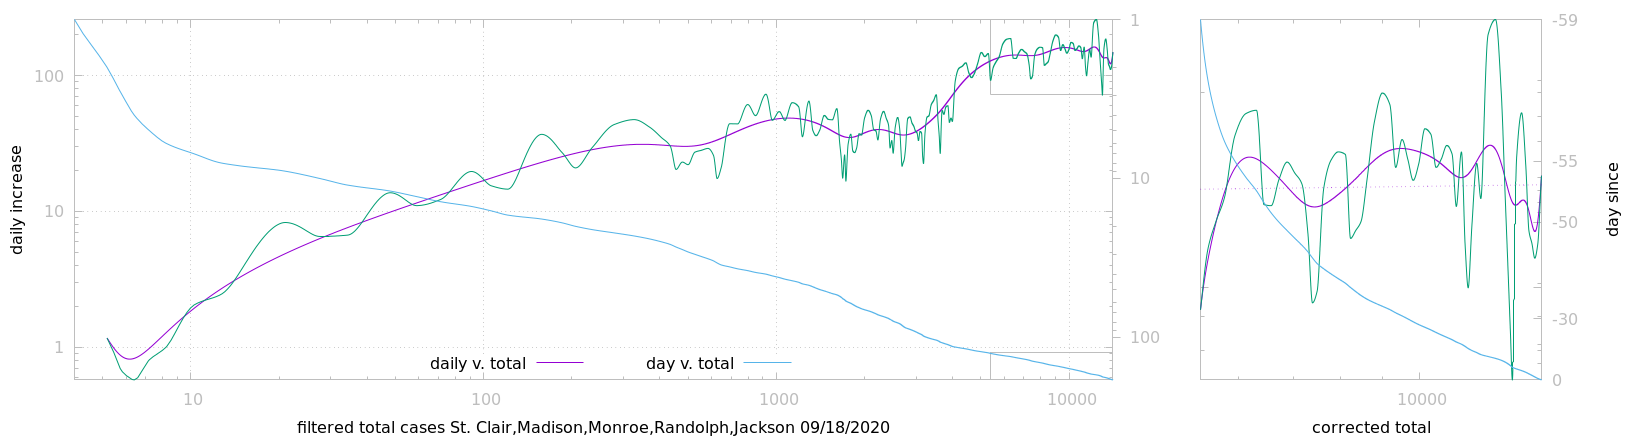 daily increase
100
10
1
daily v. total
day v. total
10
100
1000
10000
filtered total cases St. Clair,Madison,Monroe,Randolph,Jackson 09/18/2020
1
10
100
10000
corrected total
-59
-55
-50
-30
0
day since